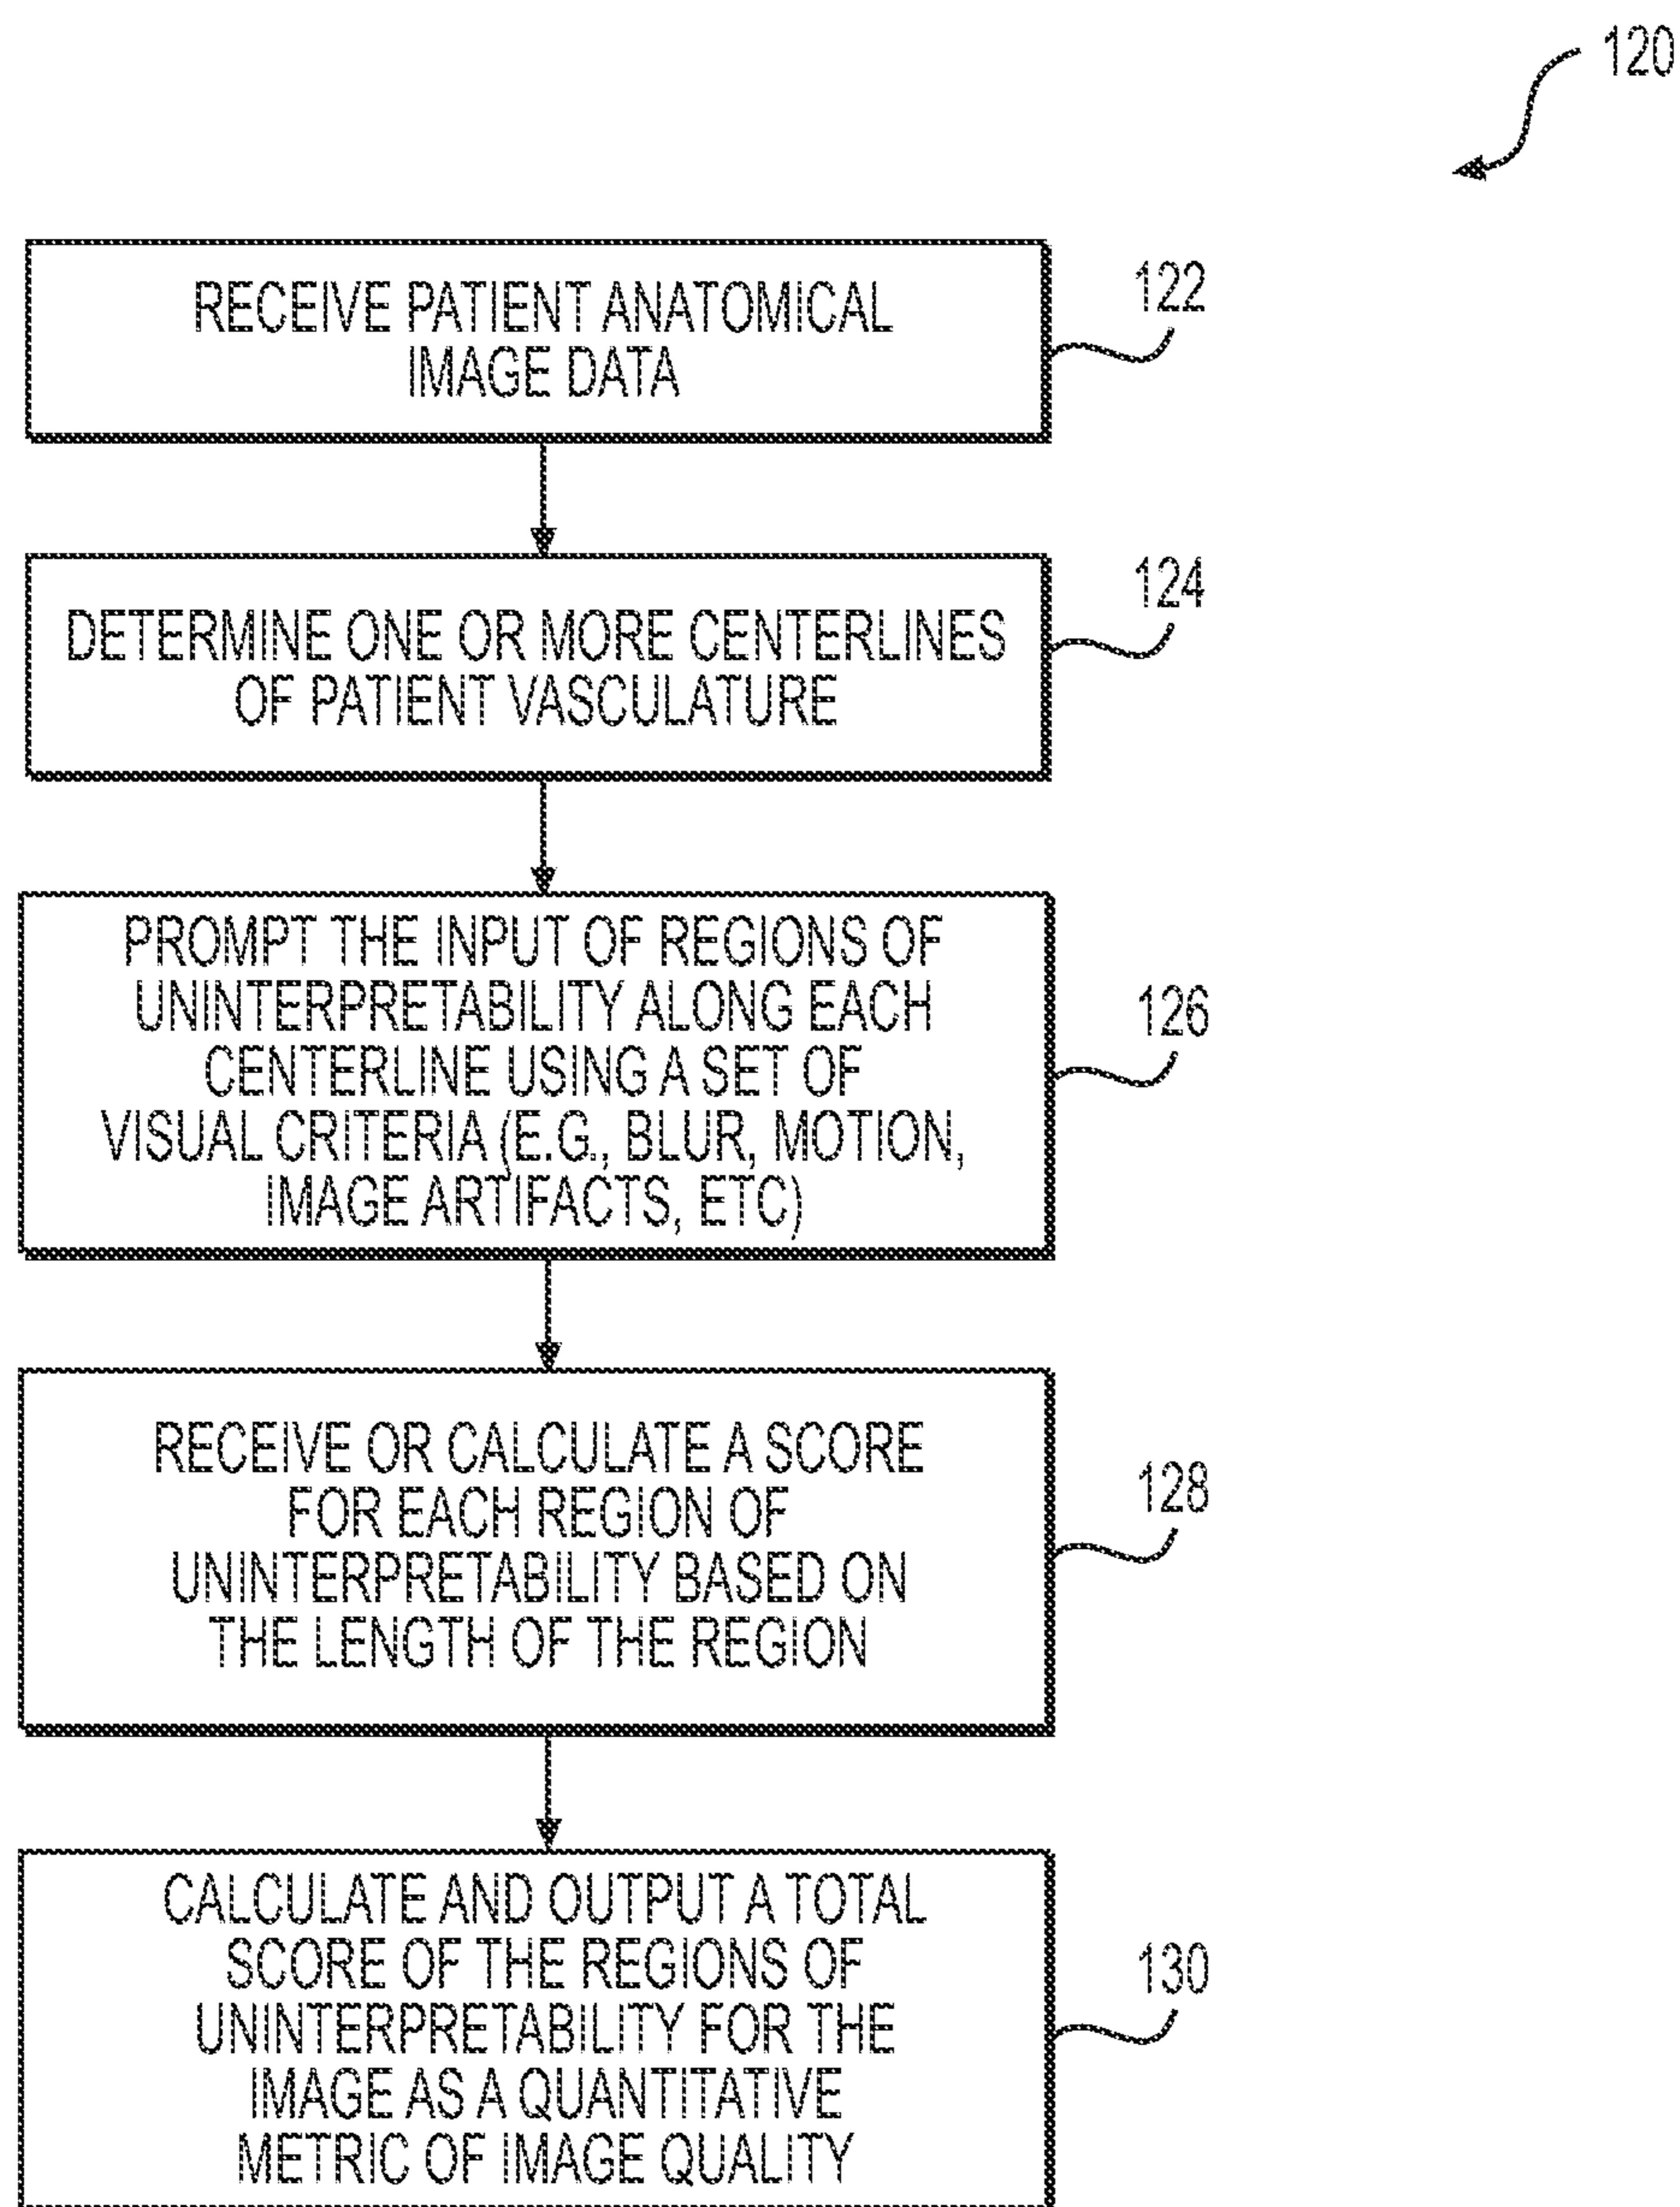 120
RECEIVE PATIENT ANATOMICAL
IMAGE DATA
122
DETERMINE ONE OR MORE CENTERLINES
OF PATIENT VASCULATURE
124
PROMPT THE INPUT OF REGIONS OF
UNINTERPRETABILITY ALONG EACH
CENTERLINE USING A SET OF
VISUAL CRITERIA (E.G., BLUR, MOTION,
IMAGE ARTIFACTS, ETC)
126
RECEIVE OR CALCULATE A SCORE
FOR EACH REGION OF
UNINTERPRETABILITY BASED ON
THE LENGTH OF THE REGION
128
CALCULATE AND OUTPUT A TOTAL
SCORE OF THE REGIONS OF
UNINTERPRETABILITY FOR THE
IMAGE AS A QUANTITATIVE
METRIC OF IMAGE QUALITY
130